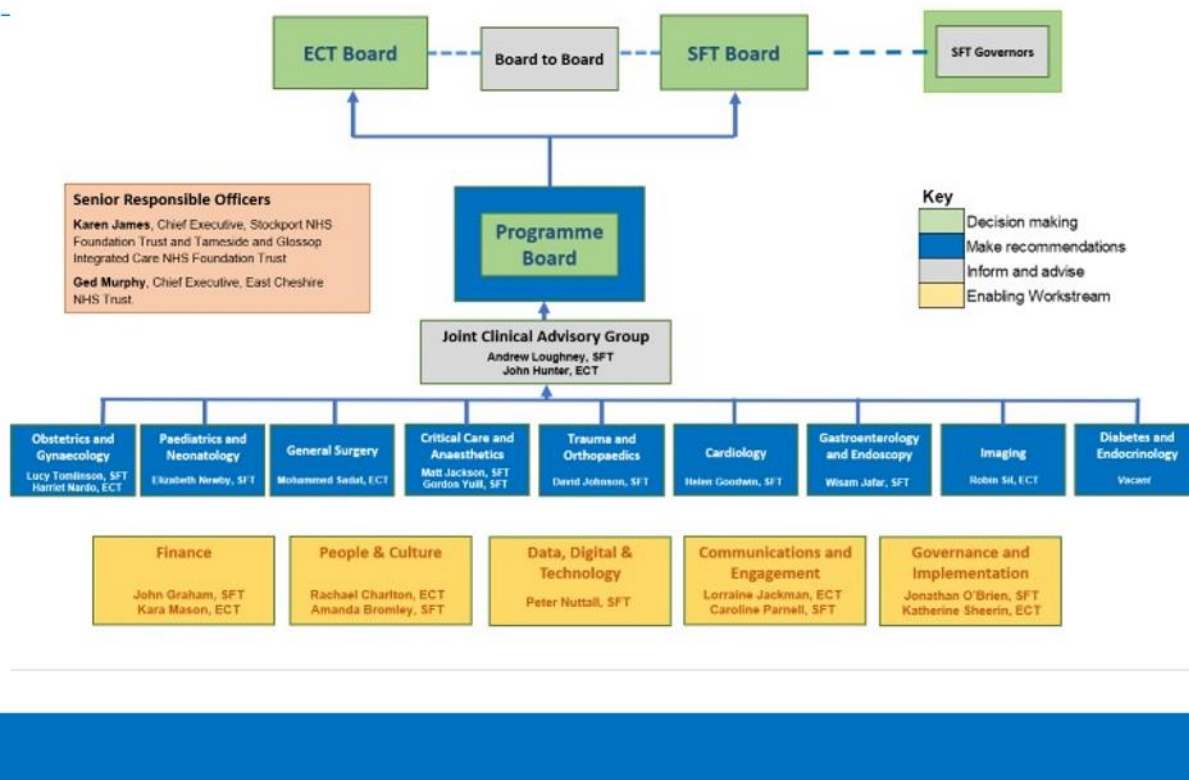 ECT Board
Board to Board
SFT Board
SFT Governors
Senior Responsible Officers
Karen James, Chief Executive, Stockport NHS
Foundation Trust and Tameside and Glossop
Integrated Care NHS Foundation Trust
Ged Murphy, Chief Executive, East Cheshire
NHS Trust.
Programme
Board
Key
Decision making
Make recommendations
Inform and advise
Enabling Workstream
Joint Clinical Advisory Group
Andrew Loughney, SFT
John Hunter, ECT
Obstetrics and
Gynaecology
Lucy Tomlinson, SFT
Harriet Nardo, ECT
Paediatrics and
Neonatology
Elizabeth Newby, SFT
General Surgery
Mohammed Sadat, ECT
Critical Care and
Anaesthetics
Matt Jackson, SFT
Gordon Yuill, SFT
Trauma and
Orthopaedics
David Johnson, SFT
Cardiology
Helen Goodwin, SFT
Gastroenterology
and Endoscopy
Wisam Jafar, SFT
Imaging
Robin Sil, ECT
Diabetes and
Endocrinology
Vacant
Finance
John Graham, SFT
Kara Mason, ECT
People & Culture
Rachael Charlton, ECT
Amanda Bromley, SFT
Data, Digital &
Technology
Peter Nuttall, SFT
Communications and
Engagement
Lorraine Jackman, ECT
Caroline Parnell, SFT
Governance and
Implementation
Jonathan O'Brien, SFT
Katherine Sheerin, ECT